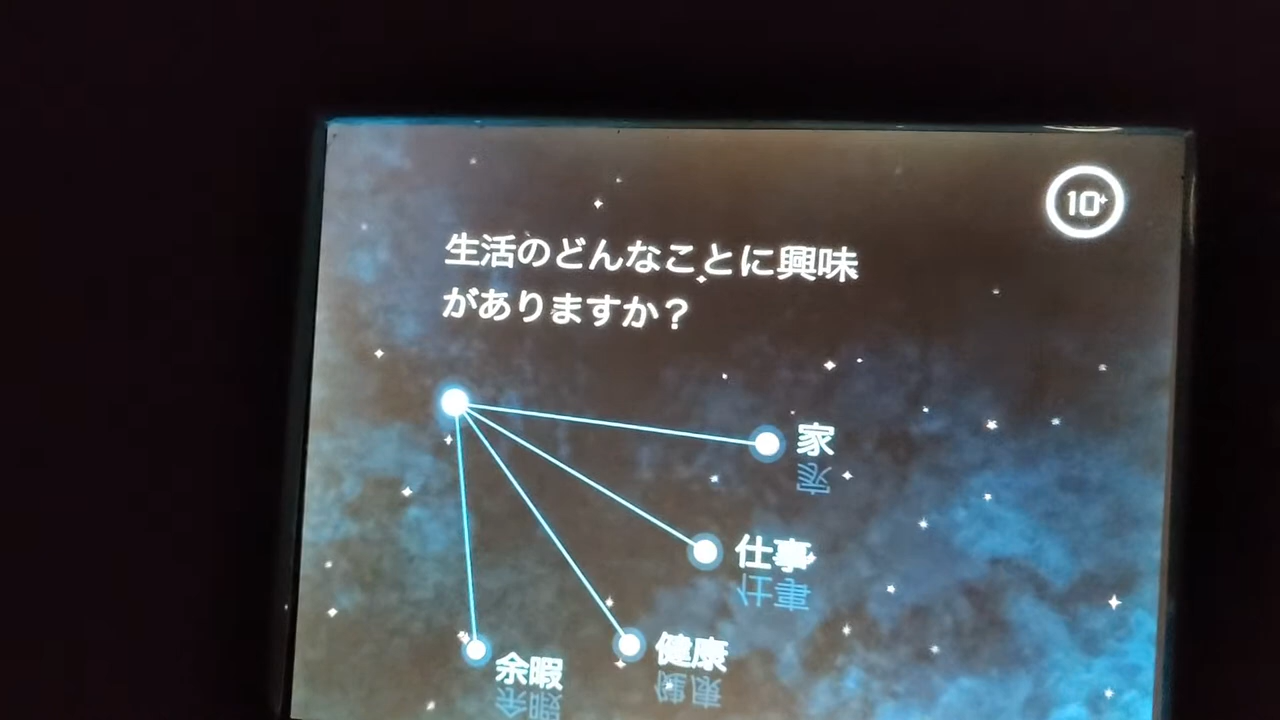 10
生活のどんなことに興味
がありますか？
家
仕事
健康
余暇